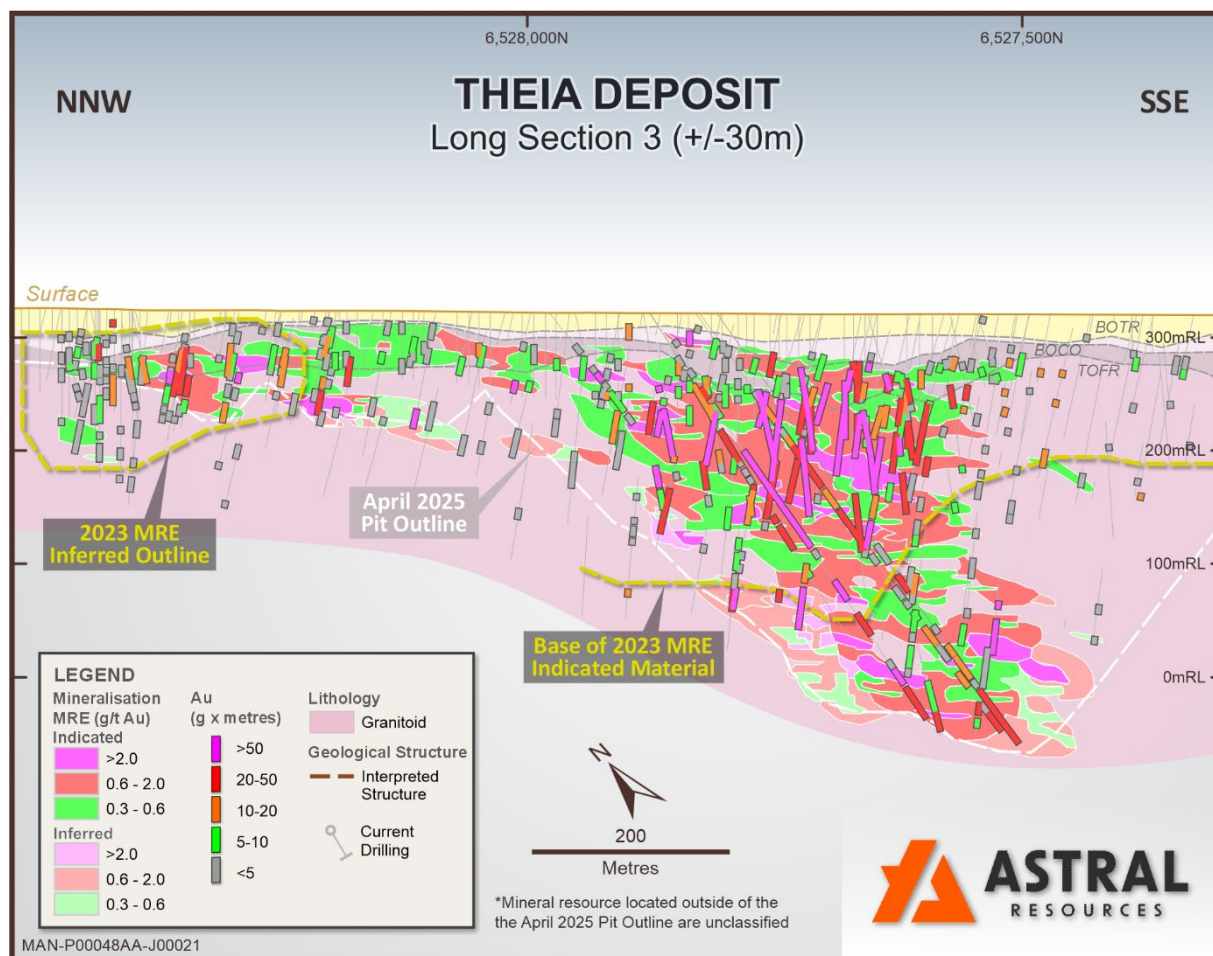 6,528,000N
6,527,500N
NNW
THEIA DEPOSIT
SSE
Long Section 3 (+/-30m)
Surface
BOTR
300mRL
BOCO
TOFR
200mRL
April 2025
Pit Outline
2023 MRE
Inferred Outline
100mRL
Base of 2023 MRE
Indicated Material
0mRL
LEGEND
Mineralisation
MRE (g/t Au)
Indicated
>2.0
0.6 - 2.0
0.3 - 0.6
Inferred
>2.0
0.6 - 2.0
0.3 - 0.6
Au
(g x metres)
>50
20-50
10-20
5-10
<5
Lithology
Granitoid
Geological Structure
Interpreted
Structure
Current
Drilling
N
200
Metres
*Mineral resource located outside of the
the April 2025 Pit Outline are unclassified
ASTRAL
RESOURCES
MAN-P00048AA-J00021